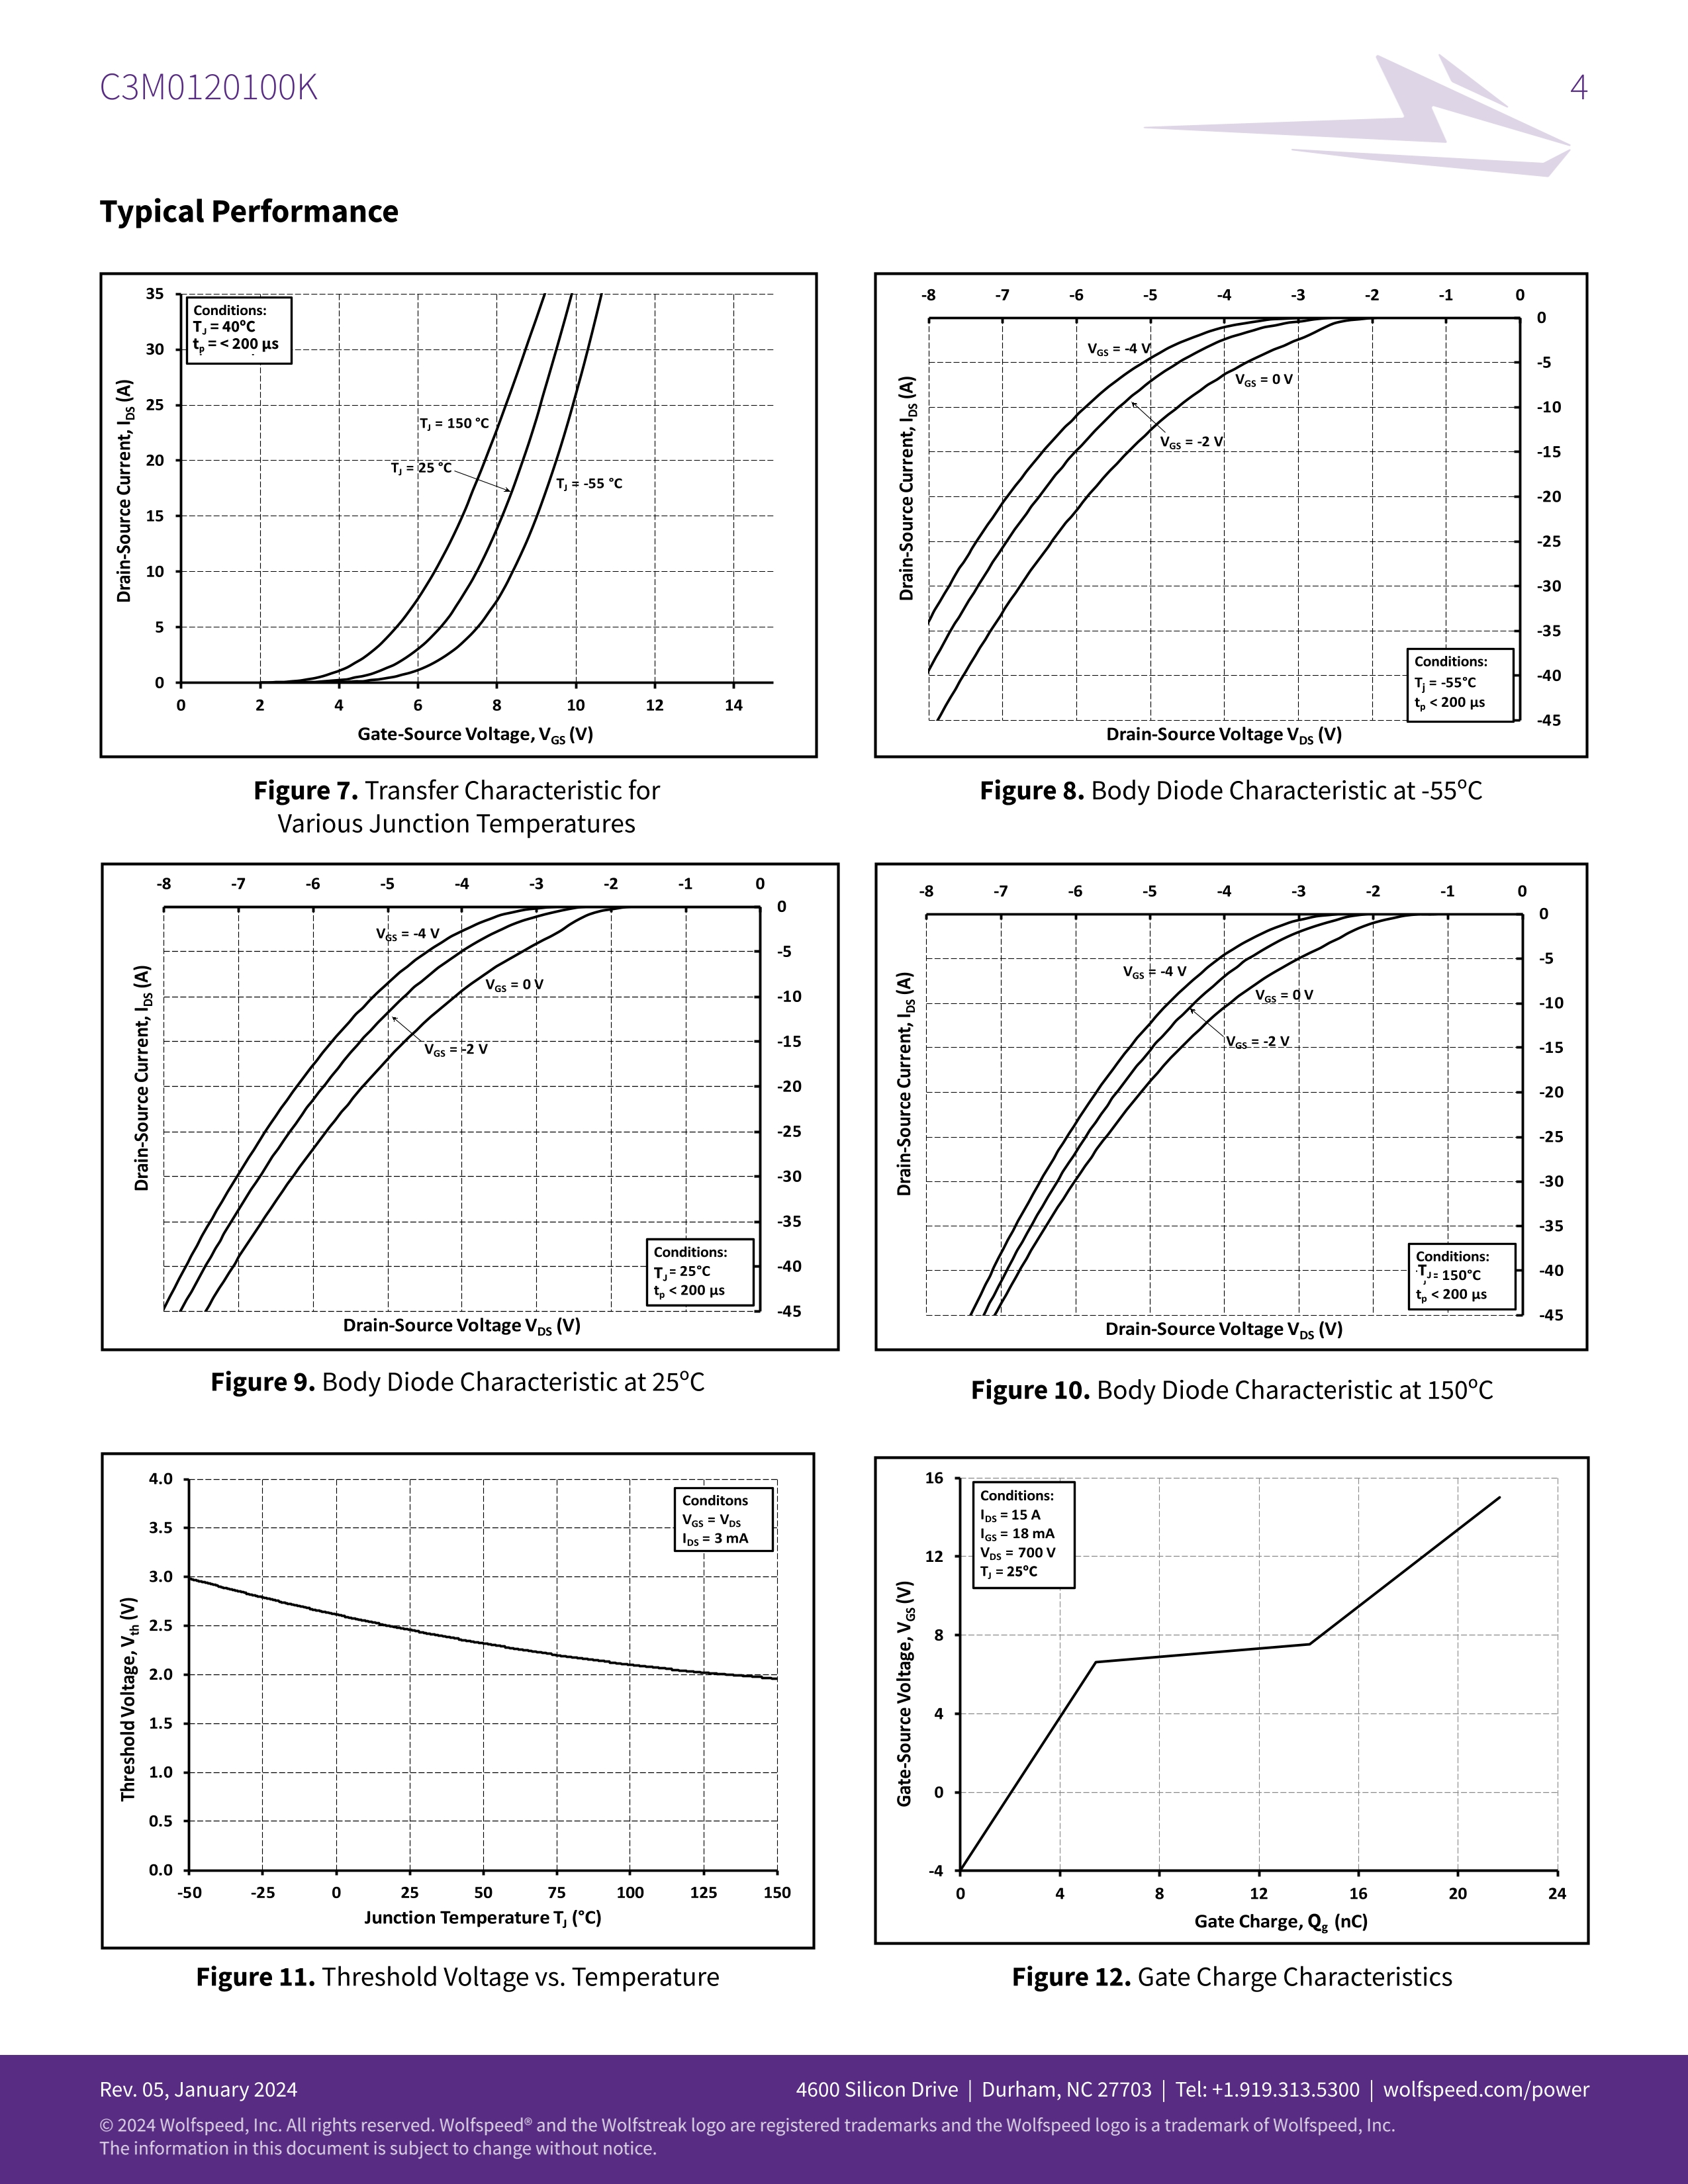 C3M0120100K
4
Typical Performance
35
30
25
20
15
10
5
0
0 2 4 6 8 10 12 14
Drain-Source Current, IDS (A)
Gate-Source Voltage, VGS (V)
Conditions:
TJ = 40°C
tp = < 200 µs
TJ = 150 °C
TJ = 25 °C
TJ = -55 °C
Figure 7. Transfer Characteristic for
Various Junction Temperatures
-8 -7 -6 -5 -4 -3 -2 -1 0
0
-5
-10
-15
-20
-25
-30
-35
-40
-45
Drain-Source Current, IDS (A)
Drain-Source Voltage VDS (V)
VGS = -4 V
VGS = 0 V
VGS = -2 V
Conditions:
Tj = -55°C
tp < 200 µs
Figure 8. Body Diode Characteristic at -55ºC
-8 -7 -6 -5 -4 -3 -2 -1 0
0
-5
-10
-15
-20
-25
-30
-35
-40
-45
Drain-Source Current, IDS (A)
Drain-Source Voltage VDS (V)
VGS = -4 V
VGS = 0 V
VGS = -2 V
Conditions:
TJ = 25°C
tp < 200 µs
Figure 9. Body Diode Characteristic at 25ºC
-8 -7 -6 -5 -4 -3 -2 -1 0
0
-5
-10
-15
-20
-25
-30
-35
-40
-45
Drain-Source Current, IDS (A)
Drain-Source Voltage VDS (V)
VGS = -4 V
VGS = 0 V
VGS = -2 V
Conditions:
TJ = 150°C
tp < 200 µs
Figure 10. Body Diode Characteristic at 150ºC
4.0
3.5
3.0
2.5
2.0
1.5
1.0
0.5
0.0
-50 -25 0 25 50 75 100 125 150
Threshold Voltage, Vth (V)
Junction Temperature TJ (°C)
Conditons
VGS = VDS
IDS = 3 mA
Figure 11. Threshold Voltage vs. Temperature
16
12
8
4
0
-4
0 4 8 12 16 20 24
Gate-Source Voltage, VGS (V)
Gate Charge, Qg (nC)
Conditions:
IDS = 15 A
IGS = 18 mA
VDS = 700 V
TJ = 25°C
Figure 12. Gate Charge Characteristics
Rev. 05, January 2024
4600 Silicon Drive | Durham, NC 27703 | Tel: +1.919.313.5300 | wolfspeed.com/power
© 2024 Wolfspeed, Inc. All rights reserved. Wolfspeed® and the Wolfstreak logo are registered trademarks and the Wolfspeed logo is a trademark of Wolfspeed, Inc.
The information in this document is subject to change without notice.